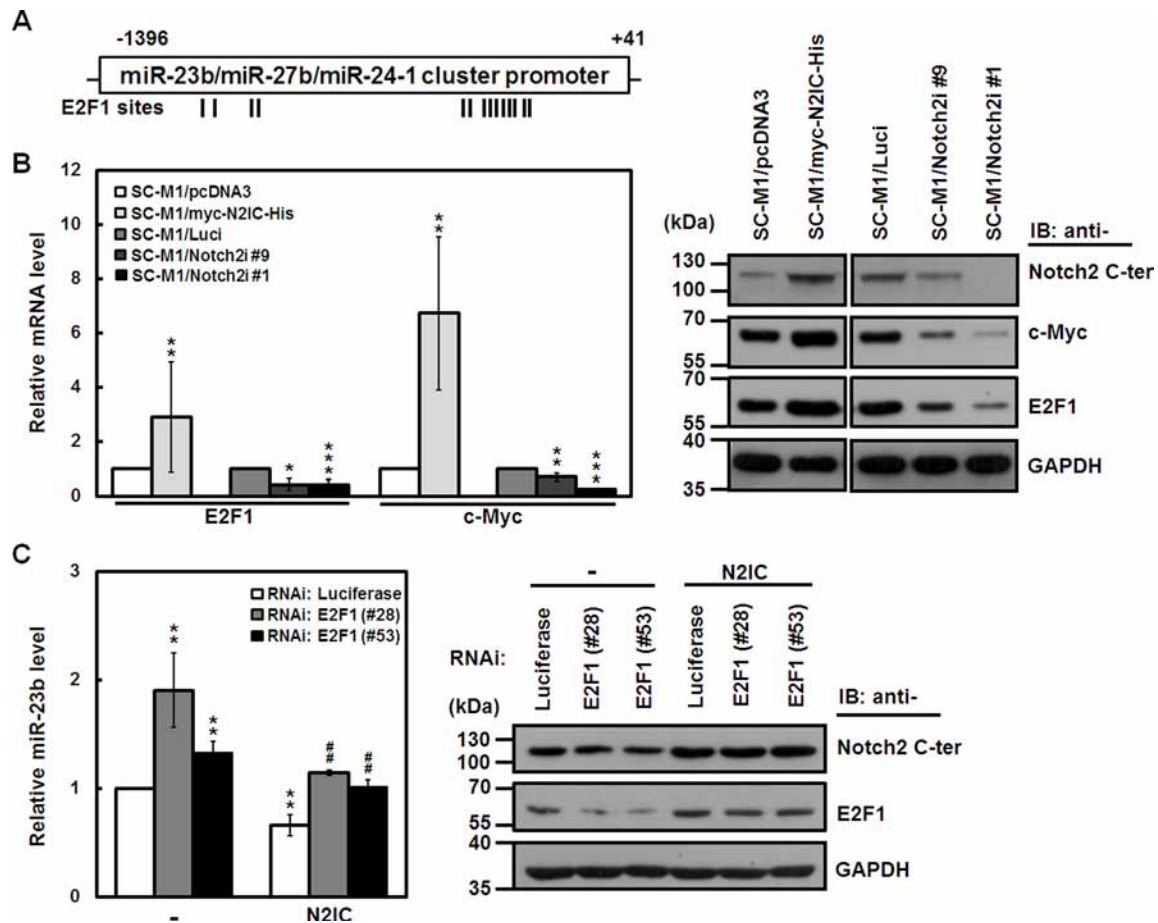 A
-1396
+41
miR-23b/miR-27b/miR-24-1 cluster promoter
E2F1 sites
B
Relative mRNA level
12
10
8
6
4
2
0
SC-M1/pcDNA3
SC-M1/myc-N2IC-His
SC-M1/Luci
SC-M1/Notch2i #9
SC-M1/Notch2i #1
**
*
***
**
**
***
E2F1
c-Myc
SC-M1/pcDNA3
SC-M1/myc-N2IC-His
SC-M1/Luci
SC-M1/Notch2i #9
SC-M1/Notch2i #1
(kDa)
IB: anti-
130
100
Notch2 C-ter
70
55
c-Myc
70
55
E2F1
40
35
GAPDH
C
Relative miR-23b level
3
2
1
0
RNAi: Luciferase
RNAi: E2F1 (#28)
RNAi: E2F1 (#53)
**
**
**
##
##
-
N2IC
-
N2IC
RNAi:
Luciferase
E2F1 (#28)
E2F1 (#53)
Luciferase
E2F1 (#28)
E2F1 (#53)
(kDa)
IB: anti-
130
100
Notch2 C-ter
70
55
E2F1
40
35
GAPDH